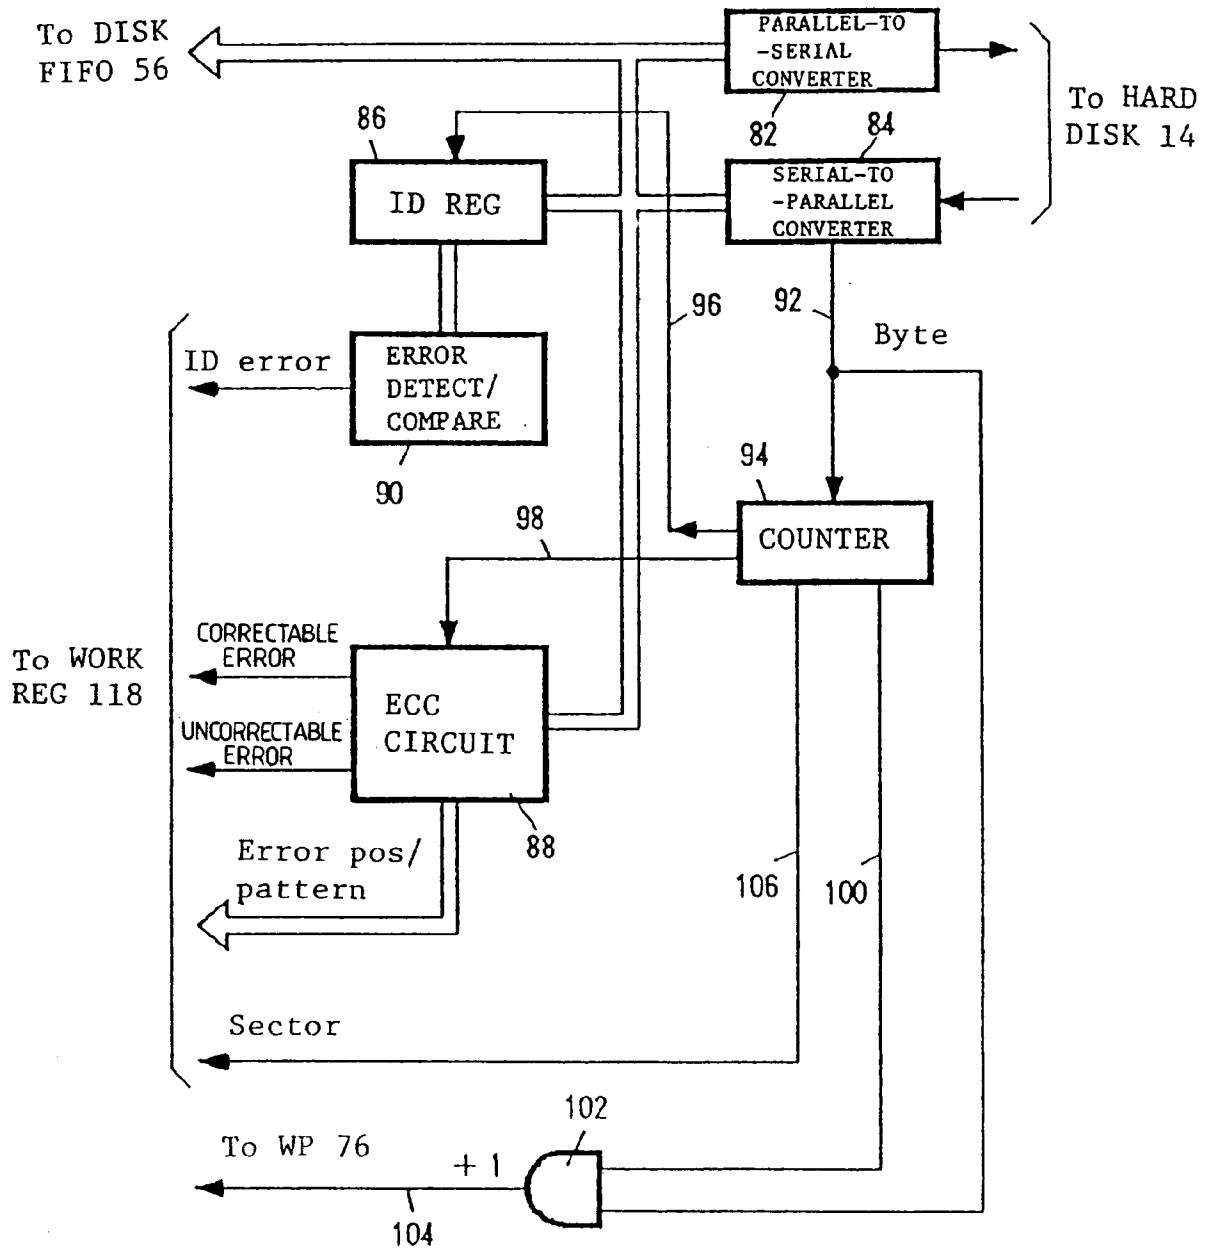 To DISK
FIFO 56
PARALLEL-TO
-SERIAL
CONVERTER
82
To HARD
DISK 14
86
84
ID REG
SERIAL-TO
-PARALLEL
CONVERTER
96
92
Byte
ID error
ERROR
DETECT/
COMPARE
90
94
98
COUNTER
To WORK
REG 118
CORRECTABLE
ERROR
UNCORRECTABLE
ERROR
ECC
CIRCUIT
88
Error pos/
pattern
106
100
Sector
102
To WP 76
+1
104